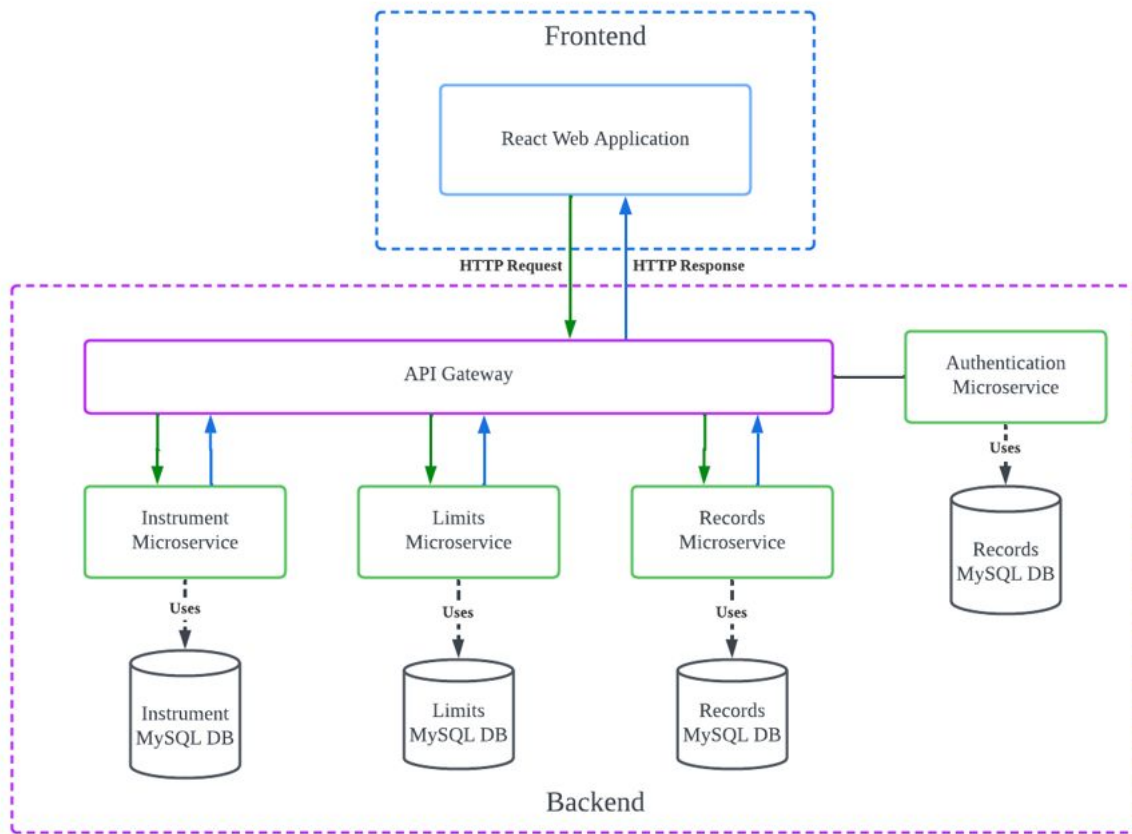 Frontend
React Web Application
HTTP Request
HTTP Response
API Gateway
Authentication
Microservice
Uses
Records
MySQL DB
Instrument
Microservice
Limits
Microservice
Records
Microservice
Uses
Uses
Uses
Instrument
MySQL DB
Limits
MySQL DB
Records
MySQL DB
Backend